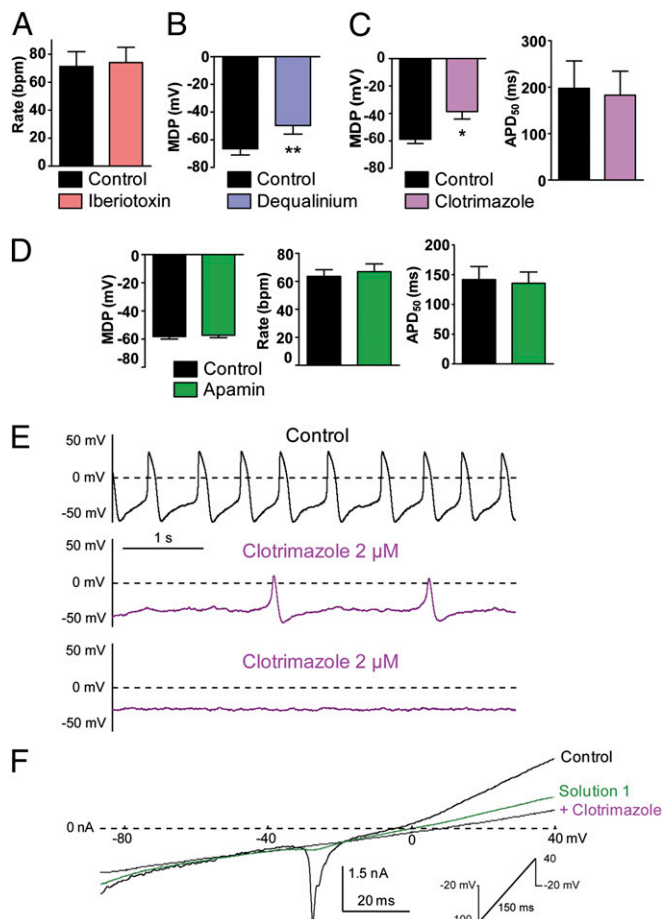 A
Rate (bpm)
80
60
40
20
0
Control
Iberiotoxin
B
MDP (mV)
0
-20
-40
-60
-80
**
Control
Dequalinium
C
MDP (mV)
0
-20
-40
-60
-80
*
Control
Clotrimazole
APD50 (ms)
300
200
100
0
D
MDP (mV)
0
-20
-40
-60
-80
Control
Apamin
Rate (bpm)
80
60
40
20
0
APD50 (ms)
200
150
100
50
0
E
Control
50 mV
0 mV
-50 mV
1 s
Clotrimazole 2 µM
50 mV
0 mV
-50 mV
Clotrimazole 2 µM
50 mV
0 mV
-50 mV
F
Control
Solution 1
+ Clotrimazole
0 nA
-80
-40
0
40 mV
1.5 nA
20 ms
40
-20 mV
-20 mV
150 ms